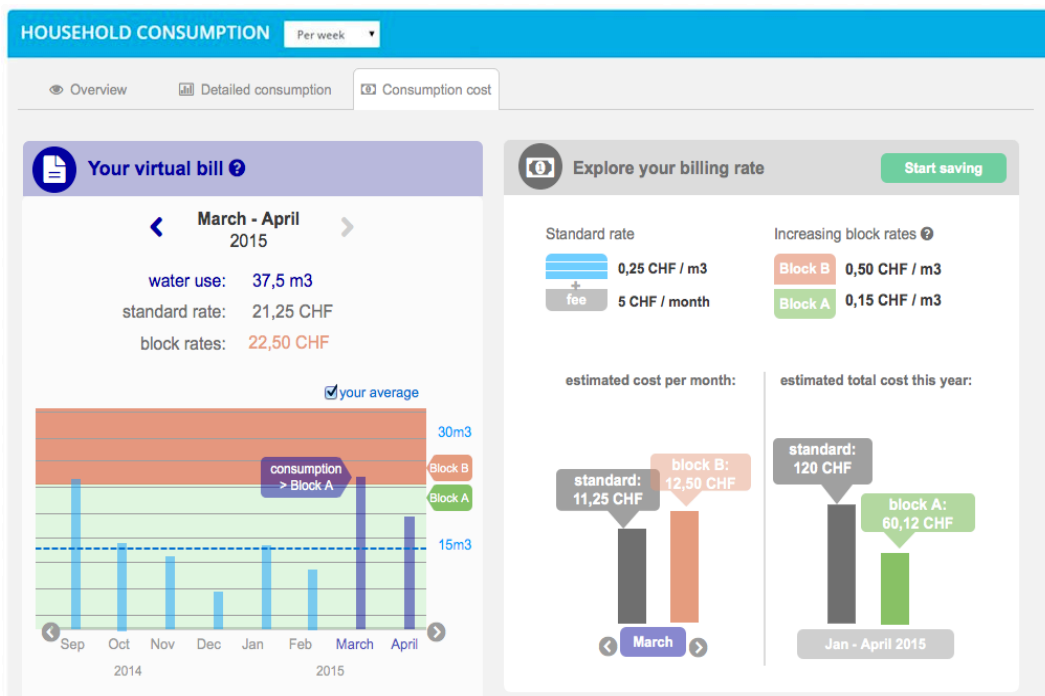 HOUSEHOLD CONSUMPTION
Per week
Overview
Detailed consumption
Consumption cost
Your virtual bill ?
March - April
2015
water use: 37,5 m3
standard rate: 21,25 CHF
block rates: 22,50 CHF
your average
30m3
Block B
Block A
15m3
consumption
> Block A
Sep Oct Nov Dec Jan Feb March April
2014 2015
Explore your billing rate
Start saving
Standard rate
0,25 CHF / m3
+
fee 5 CHF / month
Increasing block rates ?
Block B 0,50 CHF / m3
Block A 0,15 CHF / m3
estimated cost per month:
standard:
11,25 CHF
block B:
12,50 CHF
March
estimated total cost this year:
standard:
120 CHF
block A:
60,12 CHF
Jan - April 2015